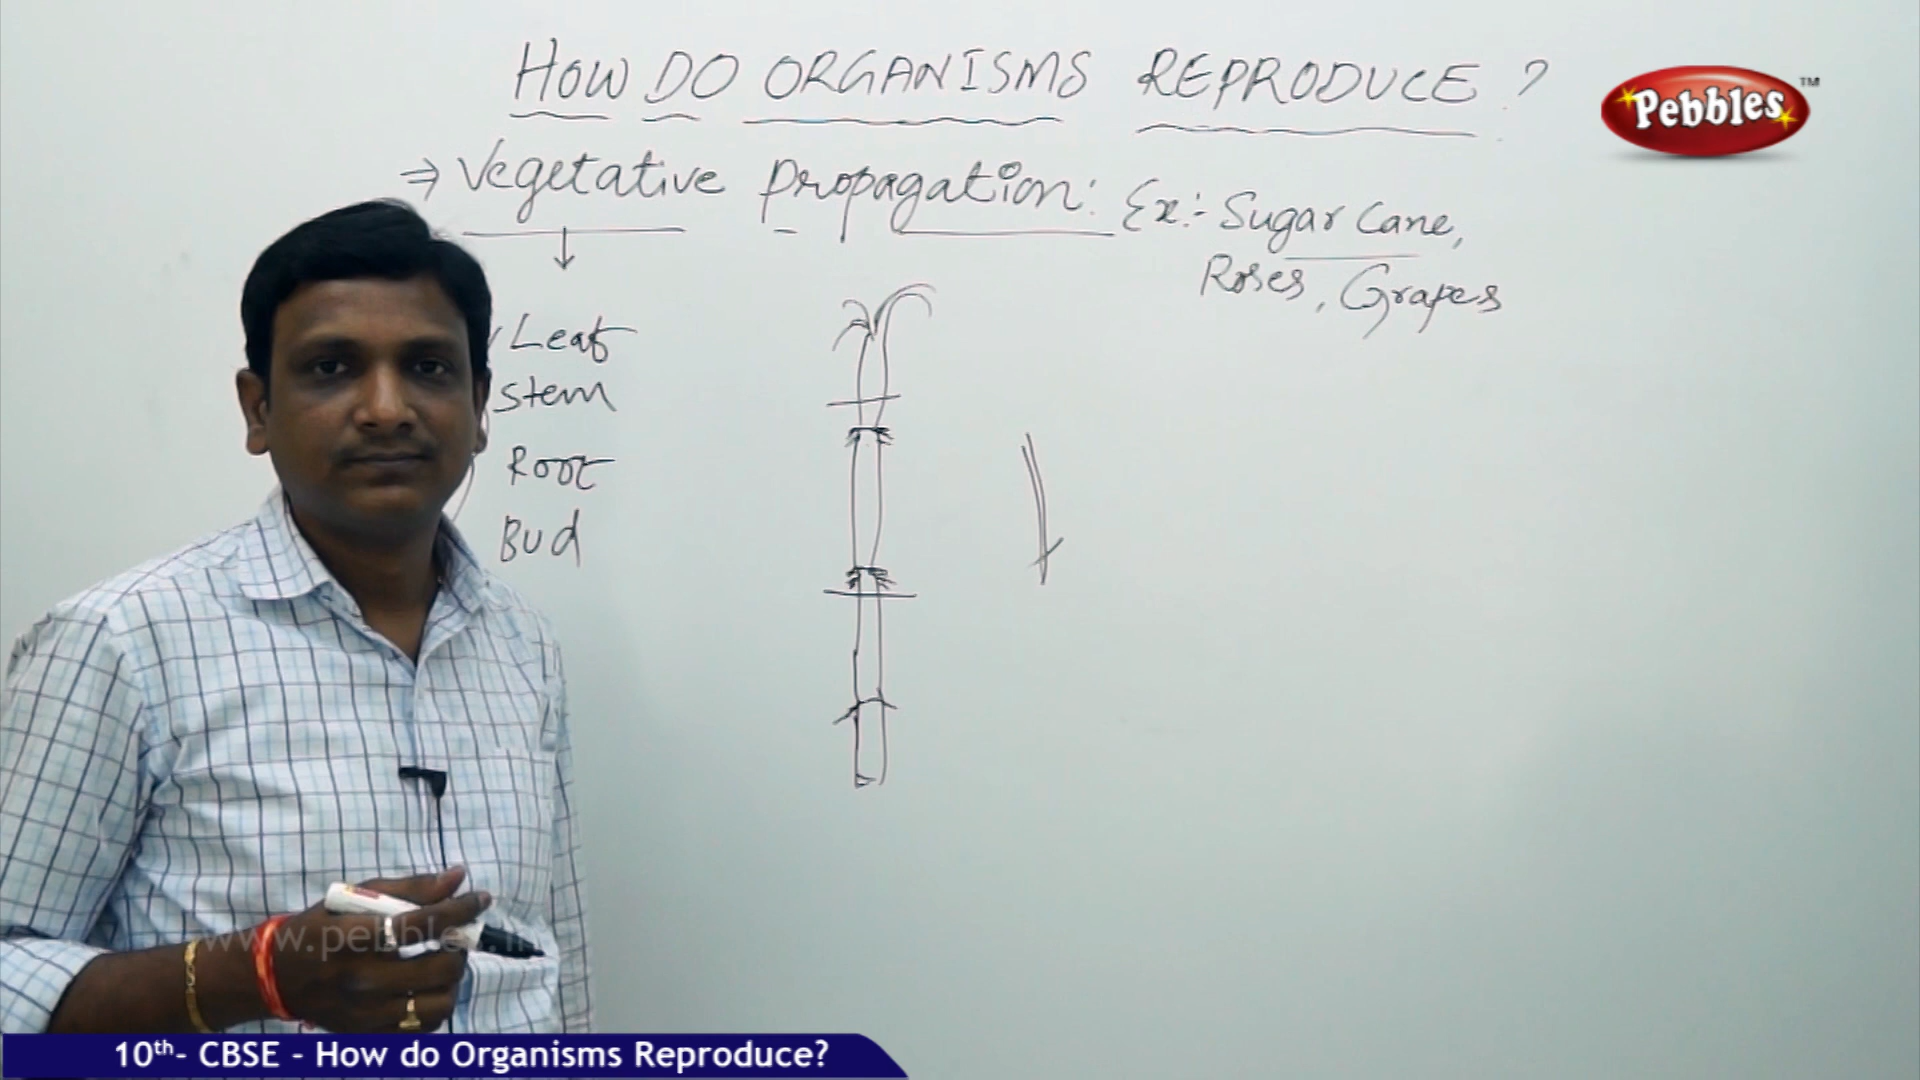 HOW DO ORGANISMS REPRODUCE ?
Pebbles TM
⇒ Vegetative Propagation: Ex:- Sugar cane,
Roses, Grapes
Leaf
Stem
Root
Bud
www.pebbles.in
10th- CBSE - How do Organisms Reproduce?